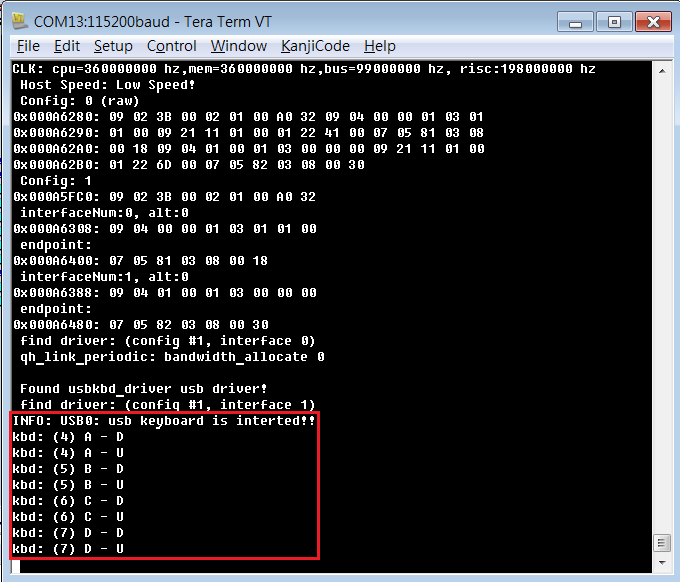 COM13:115200baud - Tera Term VT
File Edit Setup Control Window KanjiCode Help
CLK: cpu=360000000 hz,mem=360000000 hz,bus=99000000 hz, risc:198000000 hz
Host Speed: Low Speed!
Config: 0 (raw)
0x000A6280: 09 02 3B 00 02 01 00 A0 32 09 04 00 00 01 03 01
0x000A6290: 01 00 09 21 11 01 00 01 22 41 00 07 05 81 03 08
0x000A62A0: 00 18 09 04 01 00 01 03 00 00 00 09 21 11 01 00
0x000A62B0: 01 22 6D 00 07 05 82 03 08 00 30
Config: 1
0x000A5FC0: 09 02 3B 00 02 01 00 A0 32
interfaceNum:0, alt:0
0x000A6308: 09 04 00 00 01 03 01 01 00
endpoint:
0x000A6400: 07 05 81 03 08 00 18
interfaceNum:1, alt:0
0x000A6388: 09 04 01 00 01 03 00 00 00
endpoint:
0x000A6480: 07 05 82 03 08 00 30
find driver: (config #1, interface 0)
qh_link_periodic: bandwidth_allocate 0
Found usbkbd_driver usb driver!
find driver: (config #1, interface 1)
INFO: USB0: usb keyboard is interted!!
kbd: (4) A - D
kbd: (4) A - U
kbd: (5) B - D
kbd: (5) B - U
kbd: (6) C - D
kbd: (6) C - U
kbd: (7) D - D
kbd: (7) D - U